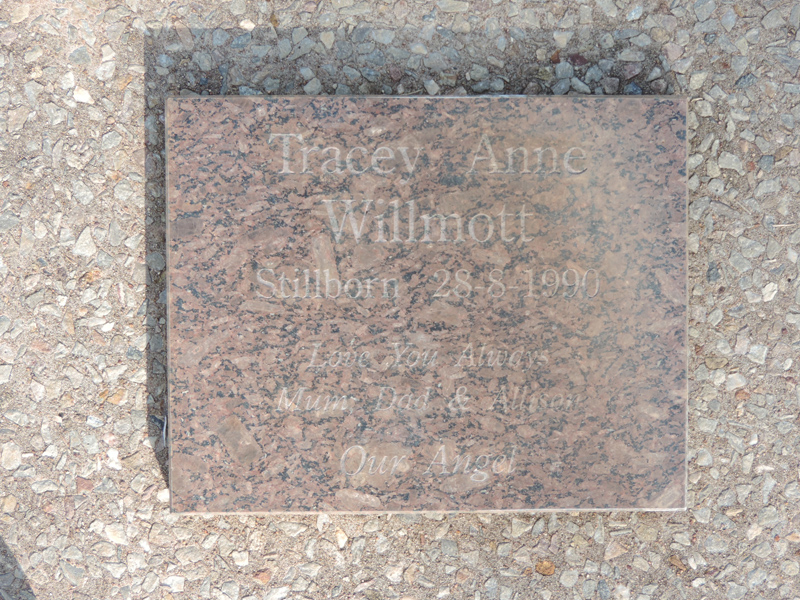 Tracey Anne
Willmott
Stillborn 28-8-1990
Love You Always
Mum, Dad & Allison
Our Angel